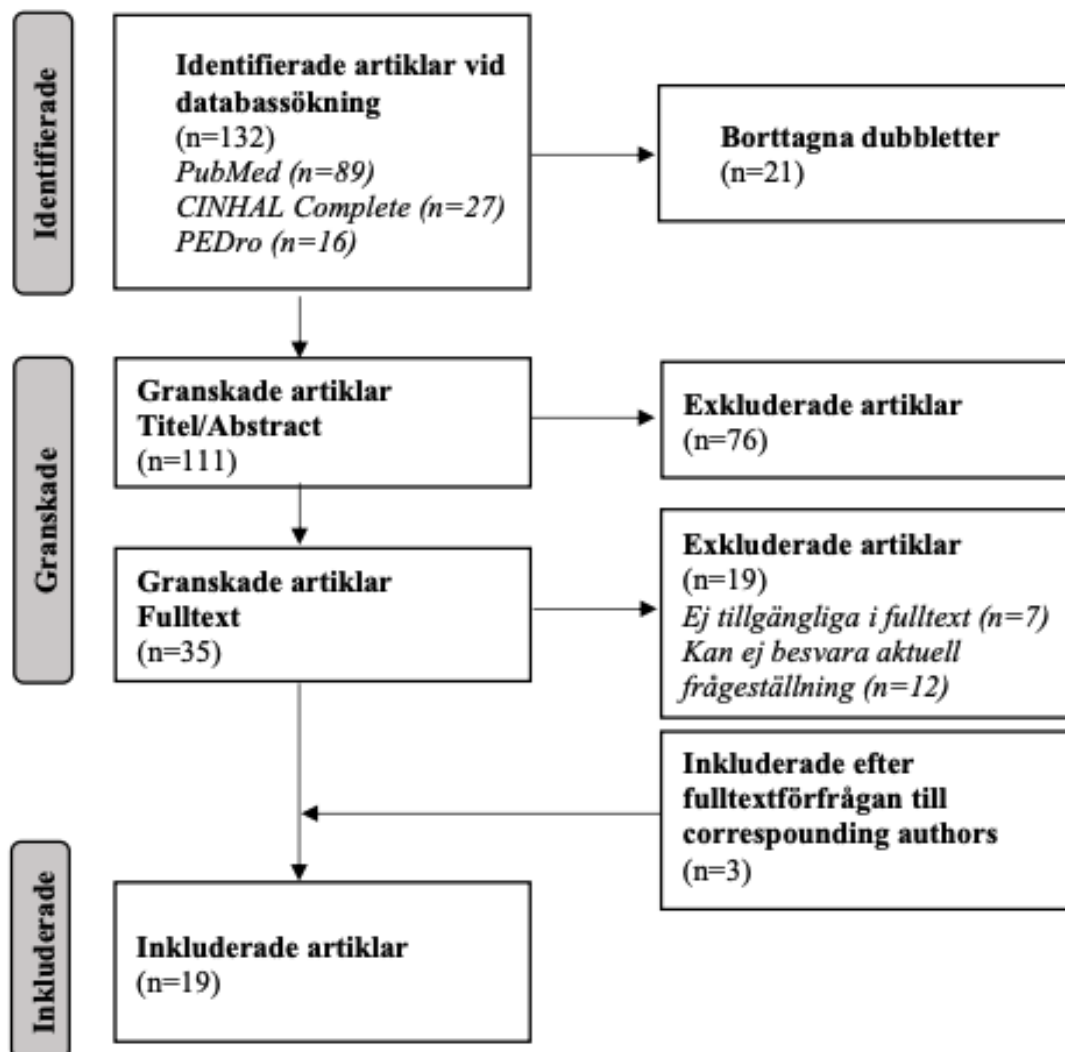 Identifierade
Identifierade artiklar vid
databassökning
(n=132)
PubMed (n=89)
CINHAL Complete (n=27)
PEDro (n=16)
Borttagna dubbletter
(n=21)
Granskade
Granskade artiklar
Titel/Abstract
(n=111)
Exkluderade artiklar
(n=76)
Granskade artiklar
Fulltext
(n=35)
Exkluderade artiklar
(n=19)
Ej tillgängliga i fulltext (n=7)
Kan ej besvara aktuell
frågeställning (n=12)
Inkluderade efter
fulltextförfrågan till
correspounding authors
(n=3)
Inkluderade
Inkluderade artiklar
(n=19)